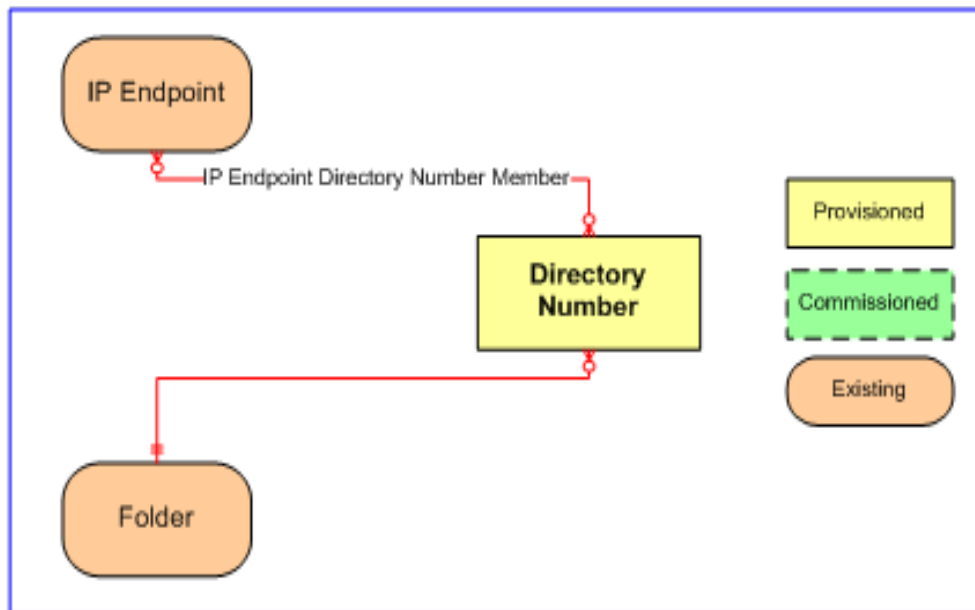 IP Endpoint
IP Endpoint Directory Number Member
Directory
Number
Folder
Provisioned
Commissioned
Existing